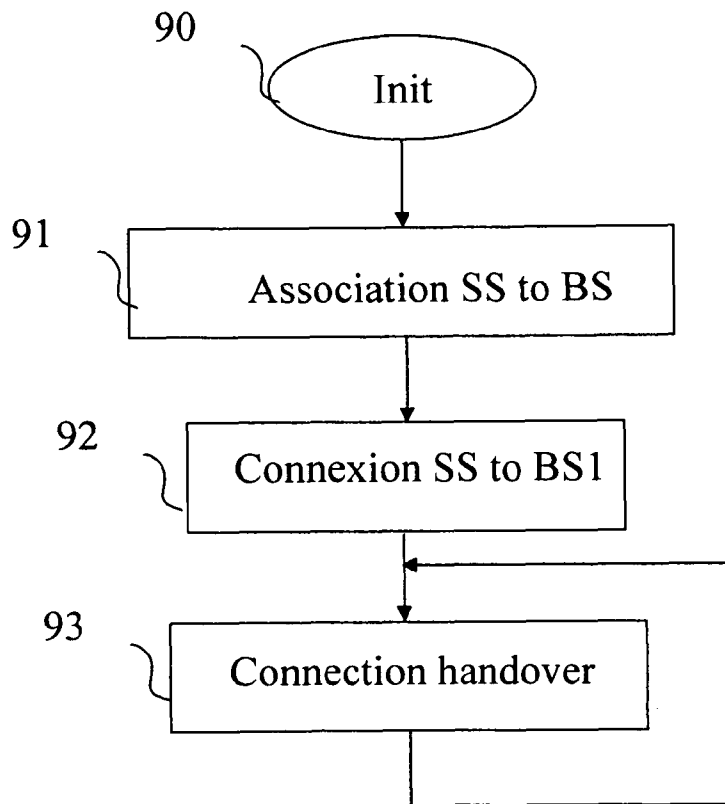 90
Init
91
Association SS to BS
92
Connexion SS to BS1
93
Connection handover